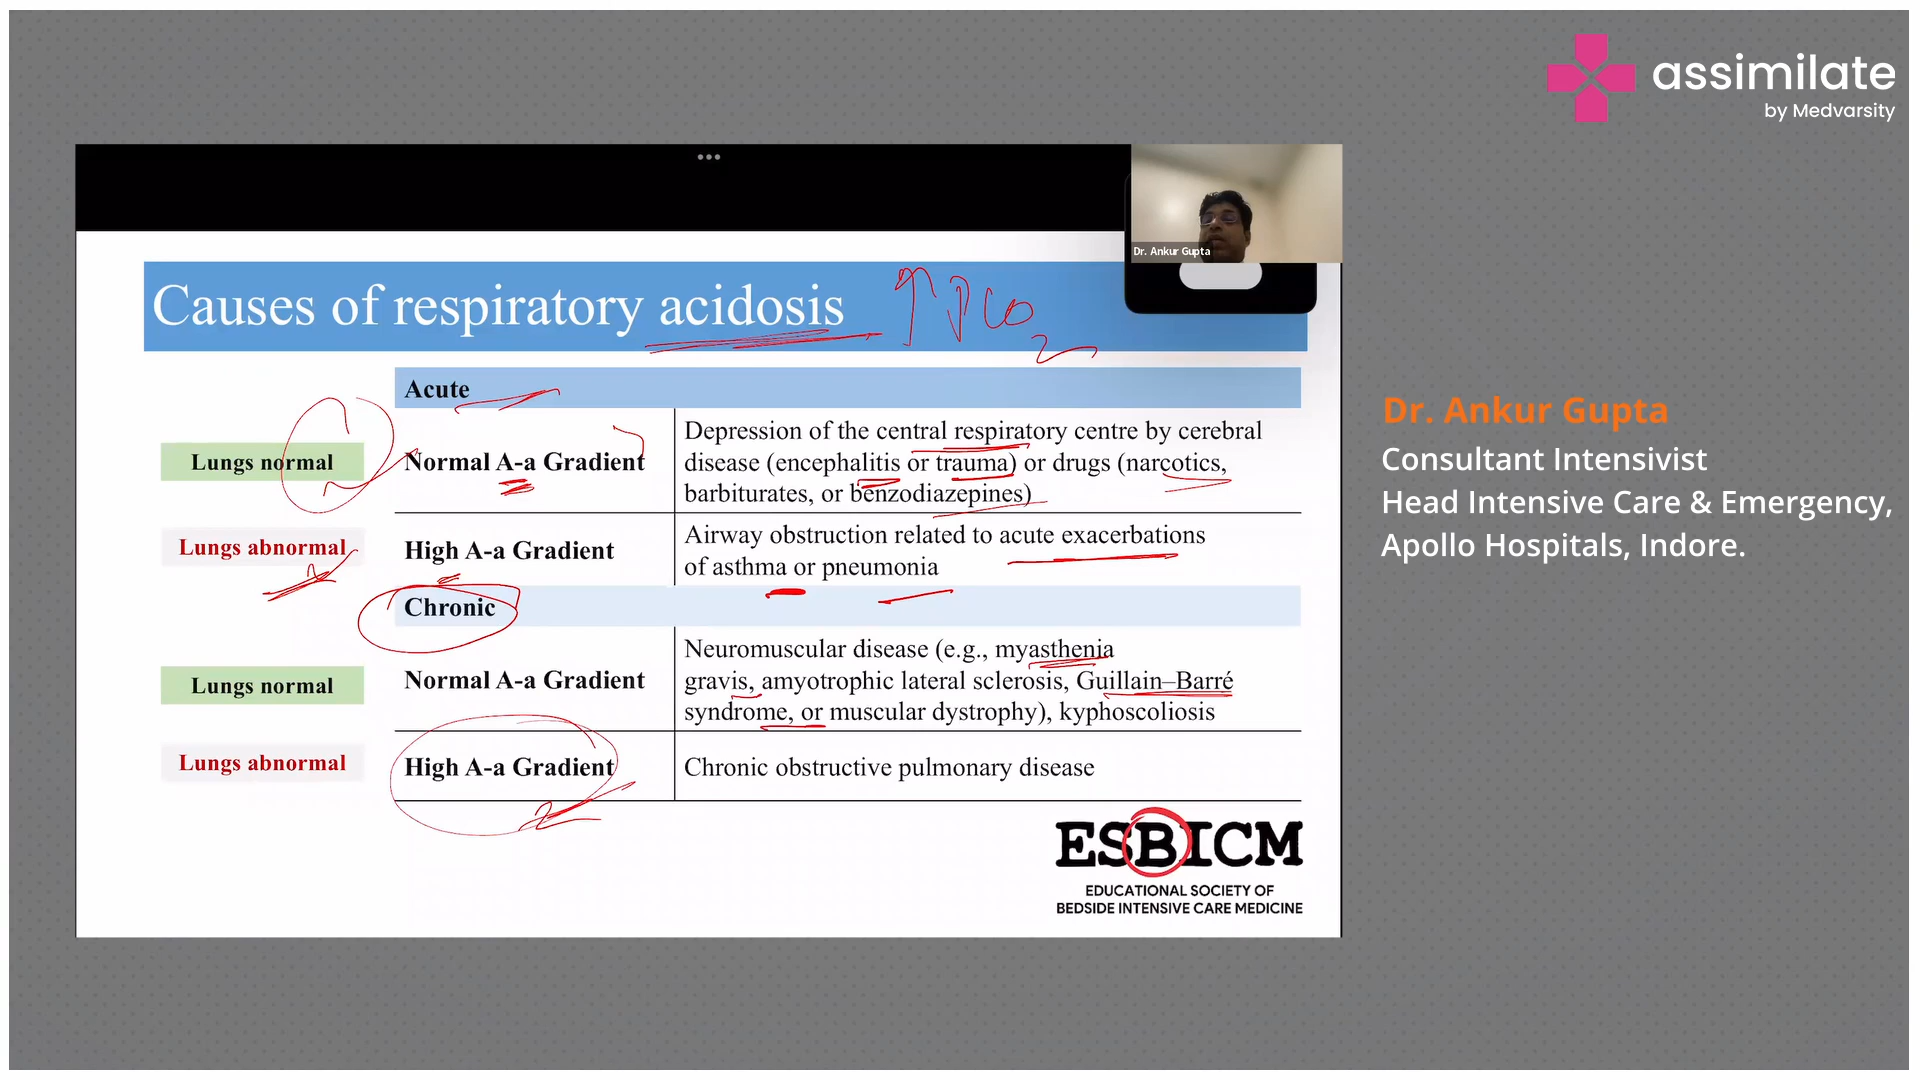 assimilate
by Medvarsity
Dr. Ankur Gupta
Causes of respiratory acidosis ↑ PCO2
Acute
Lungs normal
Normal A-a Gradient
Depression of the central respiratory centre by cerebral
disease (encephalitis or trauma) or drugs (narcotics,
barbiturates, or benzodiazepines)
Lungs abnormal
High A-a Gradient
Airway obstruction related to acute exacerbations
of asthma or pneumonia
Chronic
Lungs normal
Normal A-a Gradient
Neuromuscular disease (e.g., myasthenia
gravis, amyotrophic lateral sclerosis, Guillain–Barré
syndrome, or muscular dystrophy), kyphoscoliosis
Lungs abnormal
High A-a Gradient
Chronic obstructive pulmonary disease
ESBICM
EDUCATIONAL SOCIETY OF
BEDSIDE INTENSIVE CARE MEDICINE
Dr. Ankur Gupta
Consultant Intensivist
Head Intensive Care & Emergency,
Apollo Hospitals, Indore.